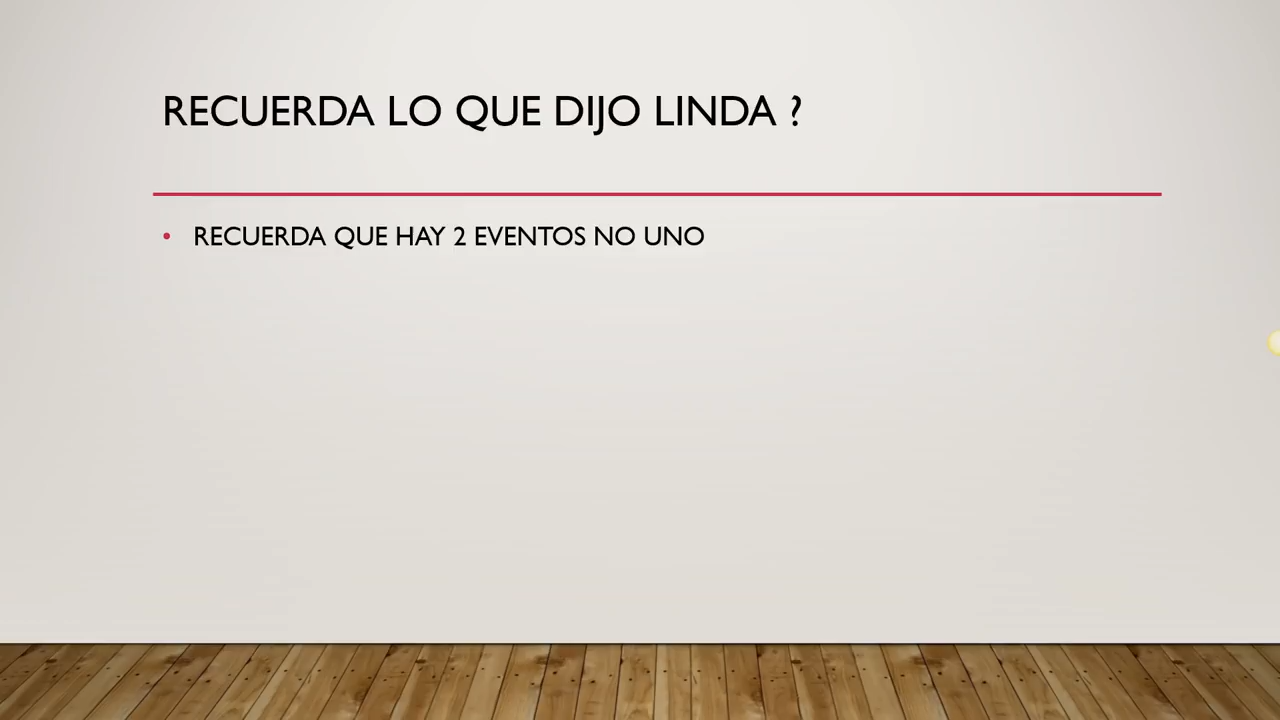 RECUERDA LO QUE DIJO LINDA ?
• RECUERDA QUE HAY 2 EVENTOS NO UNO